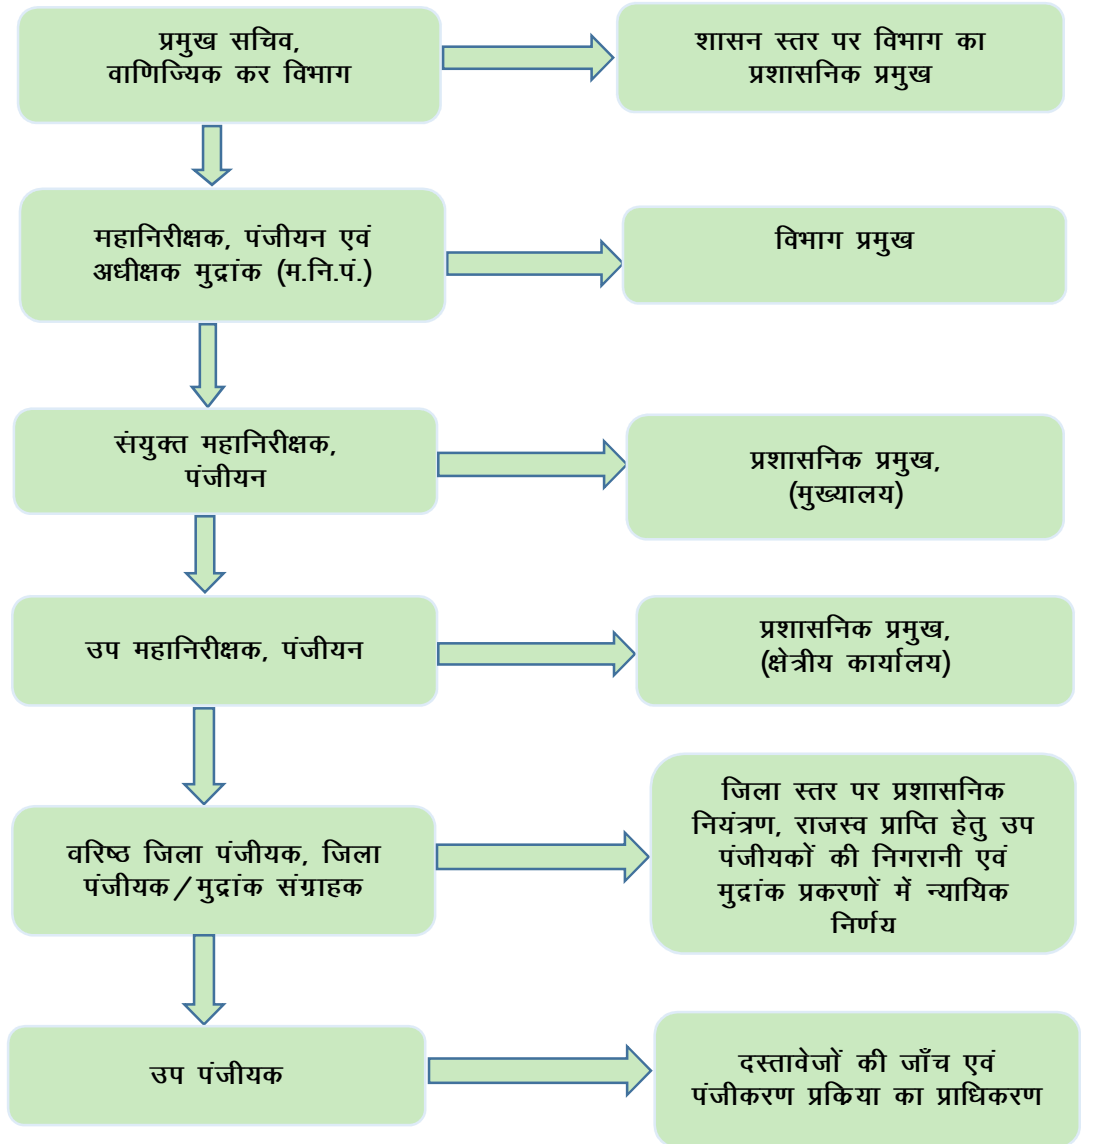 प्रमुख सचिव,
वाणिज्यिक कर विभाग
शासन स्तर पर विभाग का
प्रशासनिक प्रमुख
महानिरीक्षक, पंजीयन एवं
अधीक्षक मुद्रांक (म.नि.पं.)
विभाग प्रमुख
संयुक्त महानिरीक्षक,
पंजीयन
प्रशासनिक प्रमुख,
(मुख्यालय)
उप महानिरीक्षक, पंजीयन
प्रशासनिक प्रमुख,
(क्षेत्रीय कार्यालय)
वरिष्ठ जिला पंजीयक, जिला
पंजीयक/मुद्रांक संग्राहक
जिला स्तर पर प्रशासनिक
नियंत्रण, राजस्व प्राप्ति हेतु उप
पंजीयकों की निगरानी एवं
मुद्रांक प्रकरणों में न्यायिक
निर्णय
उप पंजीयक
दस्तावेजों की जाँच एवं
पंजीकरण प्रकिया का प्राधिकरण